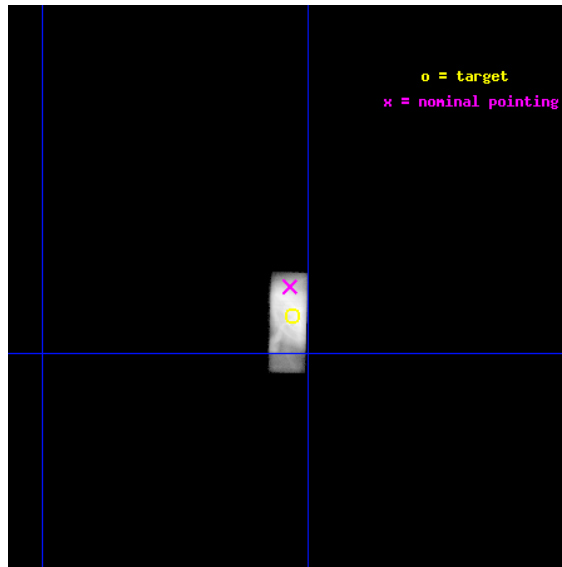 o = target
x = nominal pointing